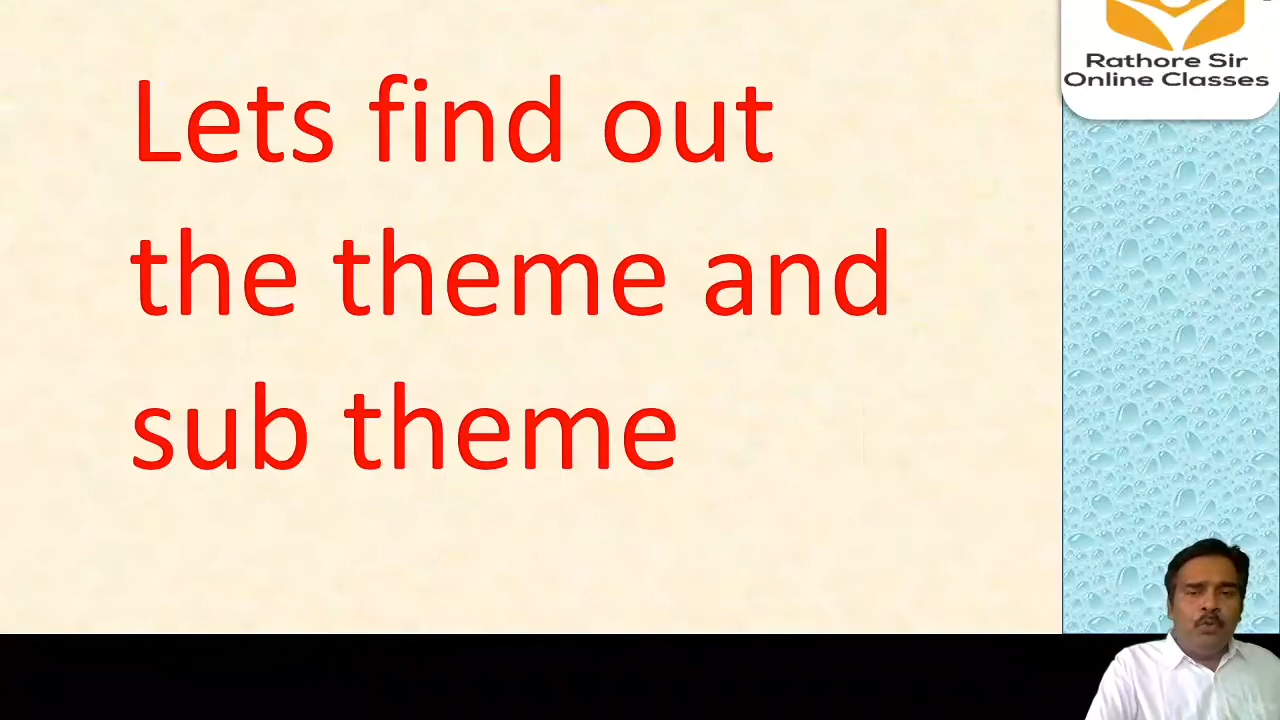 Lets find out
the theme and
sub theme
Rathore Sir
Online Classes